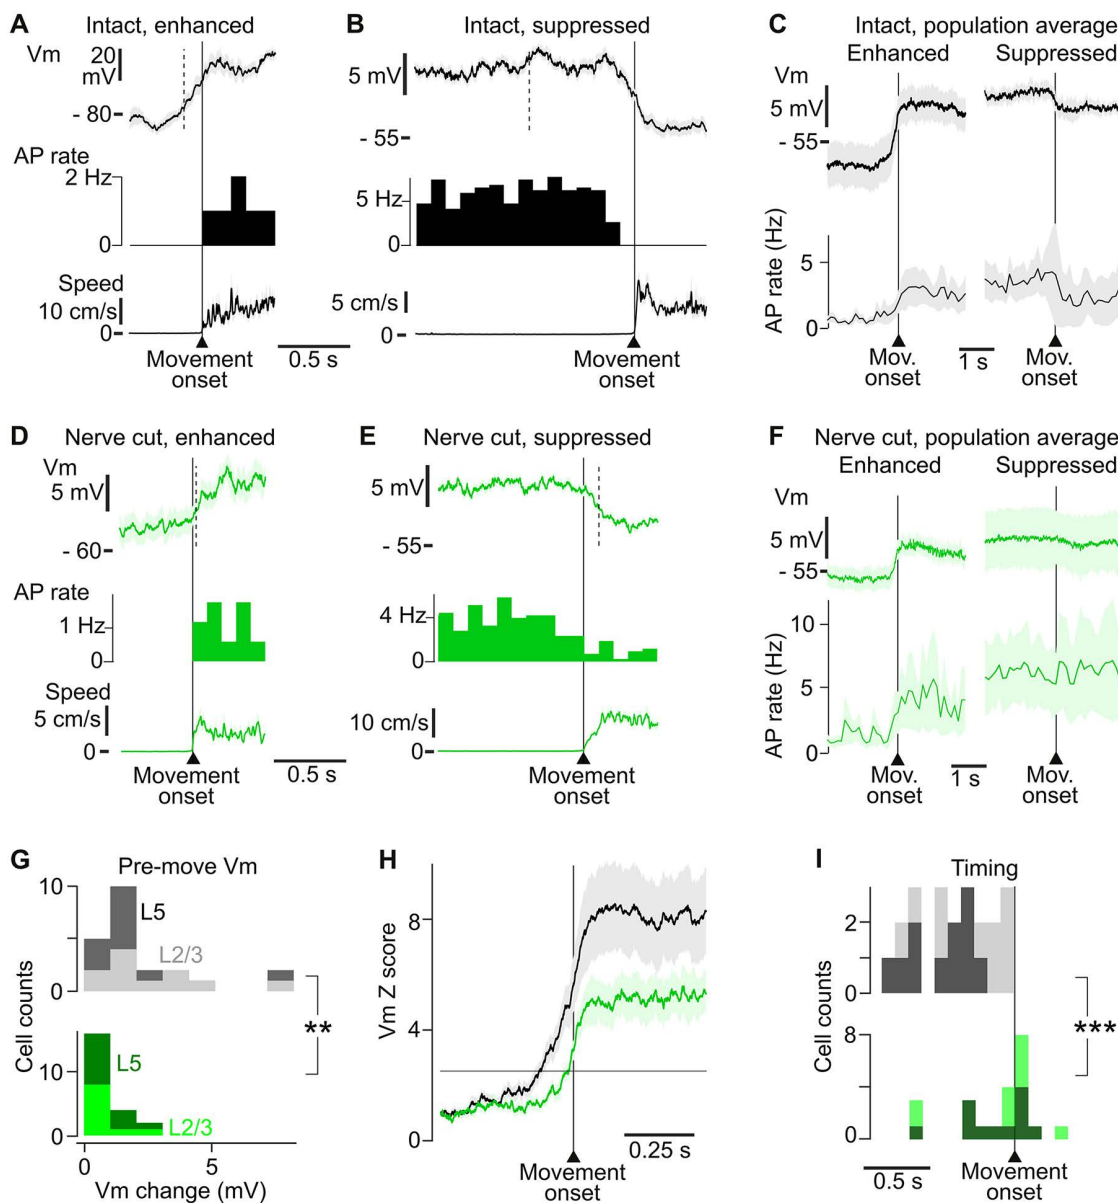 A
Intact, enhanced
Vm
20
mV
- 80
AP rate
2 Hz
0
Speed
10 cm/s
0
Movement
onset
0.5 s
B
Intact, suppressed
5 mV
- 55
5 Hz
0
5 cm/s
0
Movement
onset
C
Intact, population average
Enhanced
Suppressed
Vm
5 mV
- 55
AP rate (Hz)
5
0
Mov.
onset
1 s
Mov.
onset
D
Nerve cut, enhanced
Vm
5 mV
- 60
AP rate
1 Hz
0
Speed
5 cm/s
0
Movement
onset
0.5 s
E
Nerve cut, suppressed
5 mV
- 55
4 Hz
0
10 cm/s
0
Movement
onset
F
Nerve cut, population average
Enhanced
Suppressed
Vm
5 mV
- 55
AP rate (Hz)
10
5
0
Mov.
onset
1 s
Mov.
onset
G
Pre-move Vm
Cell counts
10
0
L5
L2/3
**
10
0
L5
L2/3
0
5
Vm change (mV)
H
Vm Z score
8
4
0
0.25 s
Movement
onset
I
Timing
Cell counts
2
0
***
8
0
0.5 s
Movement
onset